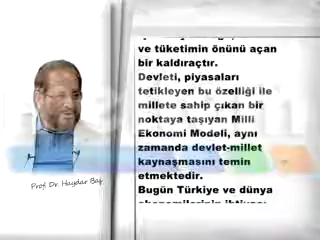 ve tüketimin önünü açan
bir kaldıraçtır.
Devleti, piyasaları
tetikleyen bu özelliği ile
millete sahip çıkan bir
noktaya taşıyan Milli
Ekonomi Modeli, aynı
zamanda devlet-millet
kaynaşmasını temin
etmektedir.
Bugün Türkiye ve dünya
Prof. Dr. Haydar Baş